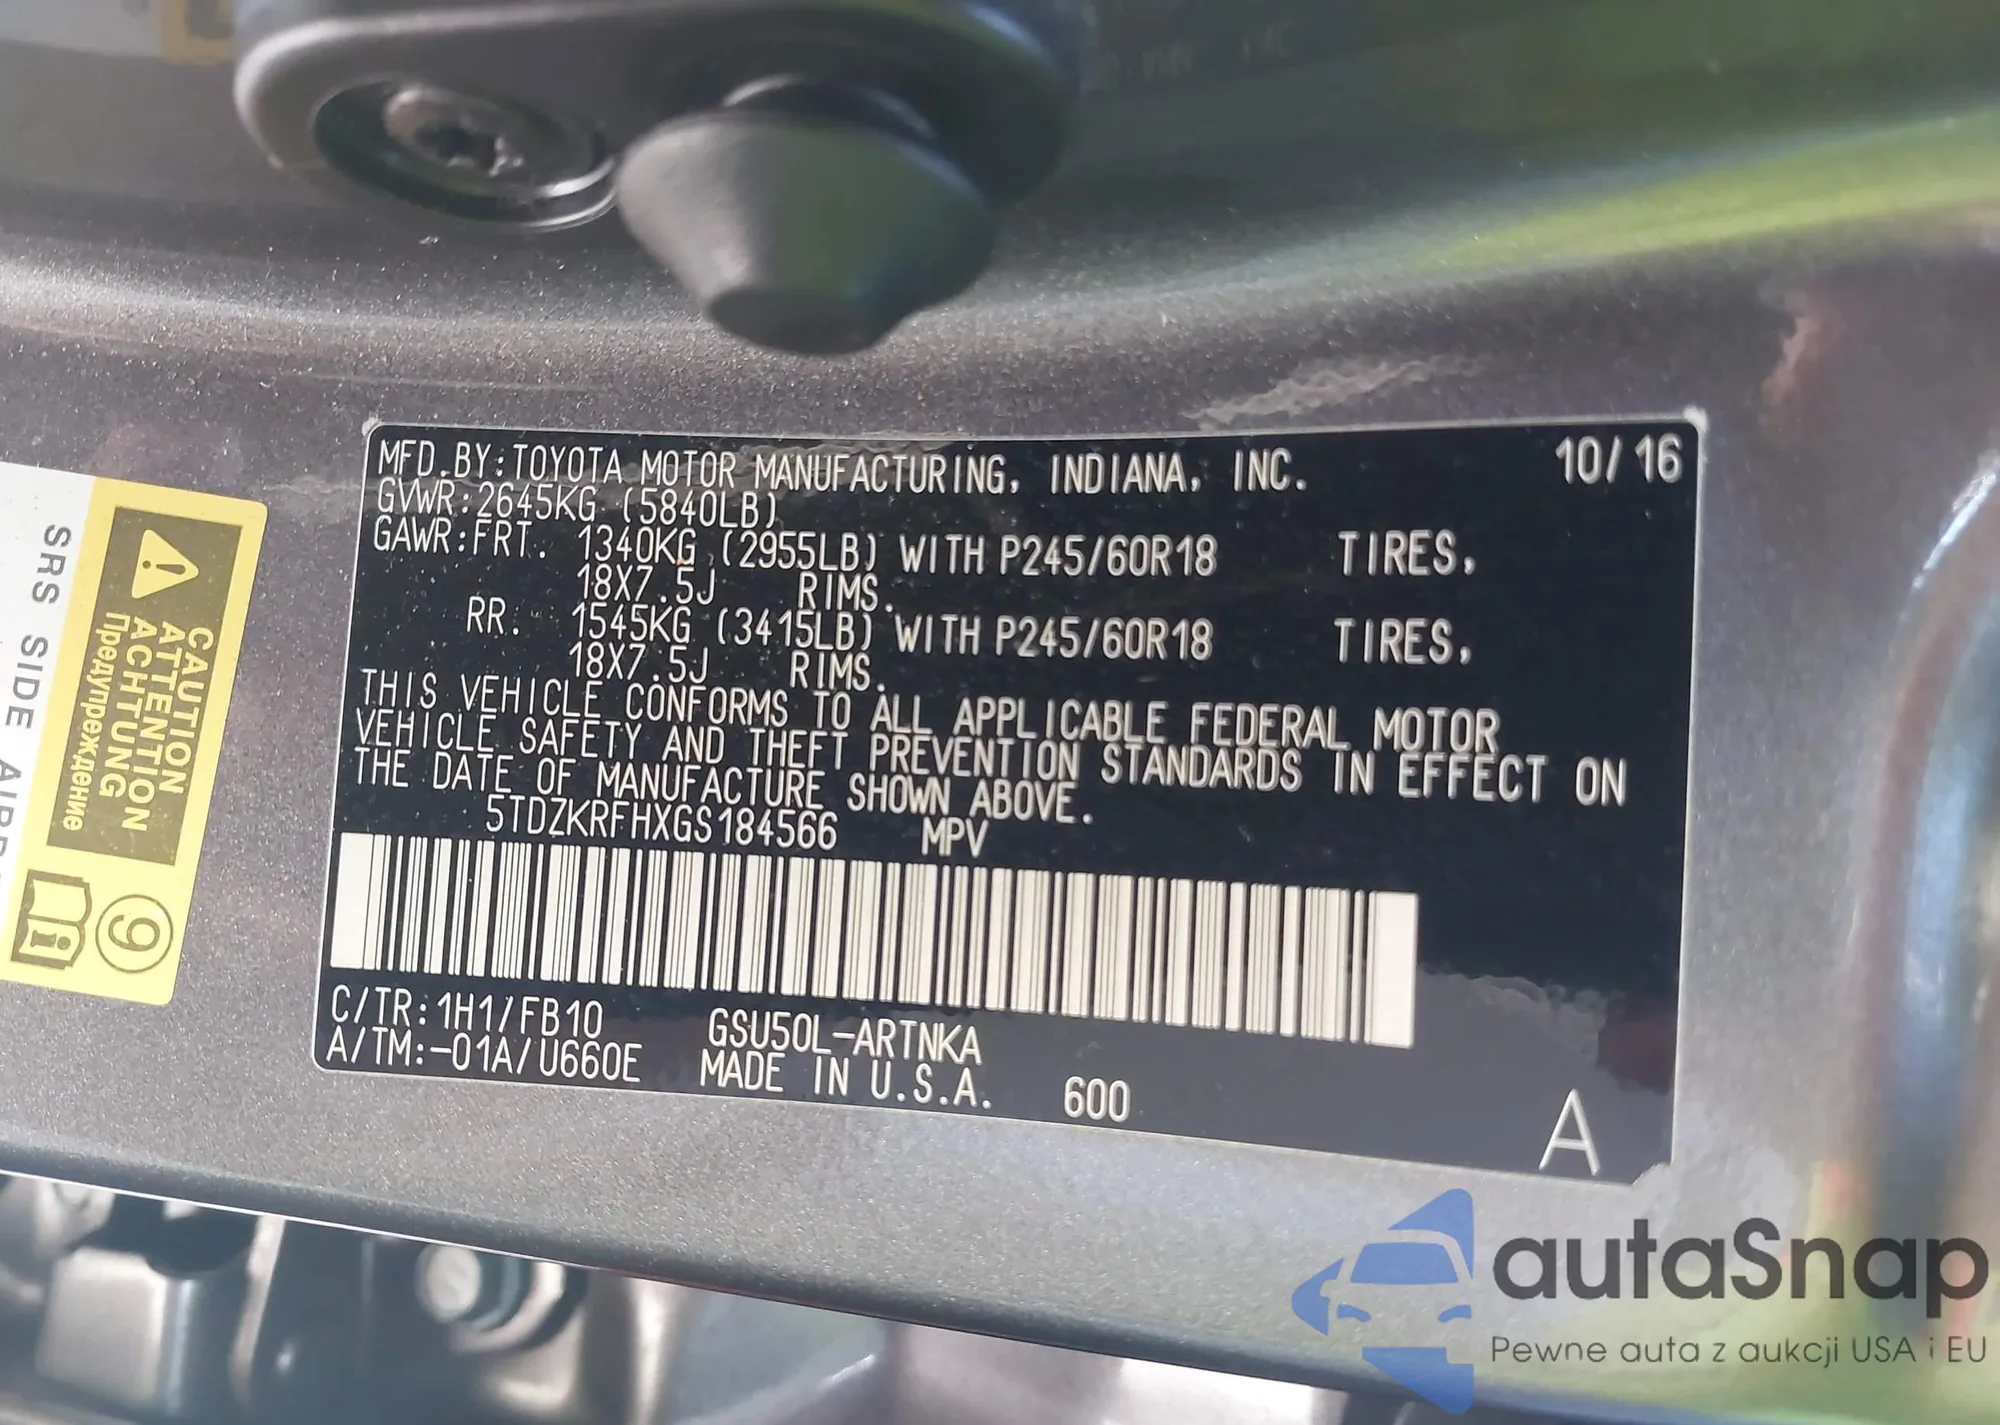 MFD.BY:TOYOTA MOTOR MANUFACTURING, INDIANA, INC. 10/16
GVWR:2645KG (5840LB)
GAWR:FRT. 1340KG (2955LB) WITH P245/60R18 TIRES,
18X7.5J RIMS.
RR. 1545KG (3415LB) WITH P245/60R18 TIRES,
18X7.5J RIMS.
THIS VEHICLE CONFORMS TO ALL APPLICABLE FEDERAL MOTOR
VEHICLE SAFETY AND THEFT PREVENTION STANDARDS IN EFFECT ON
THE DATE OF MANUFACTURE SHOWN ABOVE.
5TDZKRFHXGS184566 MPV
C/TR:1H1/FB10 GSU50L-ARTNKA
A/TM:-01A/U660E MADE IN U.S.A. 600
A
SRS SIDE
CAUTION
ATTENTION
ACHTUNG
Предупреждение
9
autaSnap
Pewne auta z aukcji USA i EU